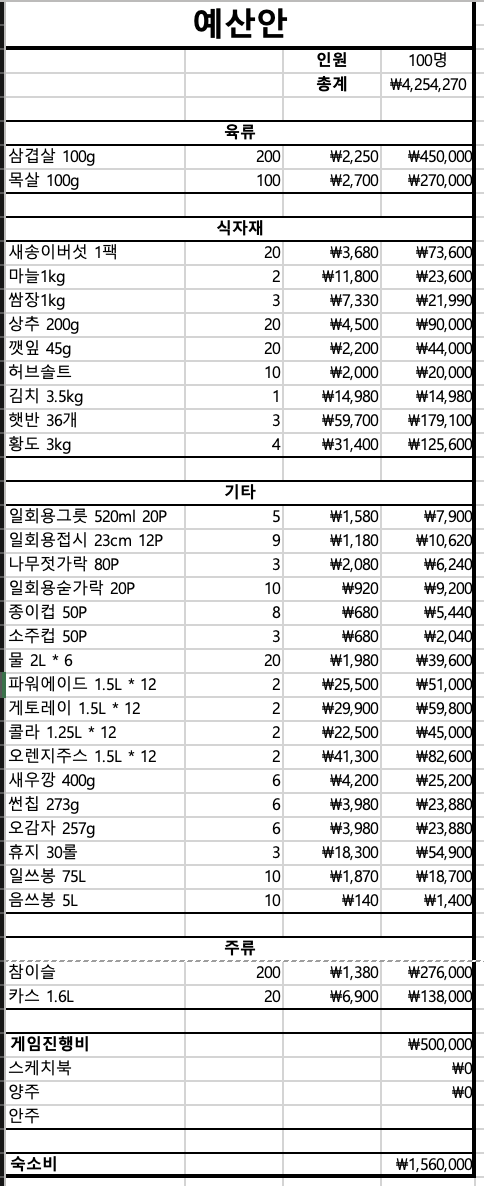 예산안
인원 100명
총계 ₩4,254,270
육류
삼겹살 100g 200 ₩2,250 ₩450,000
목살 100g 100 ₩2,700 ₩270,000
식자재
새송이버섯 1팩 20 ₩3,680 ₩73,600
마늘1kg 2 ₩11,800 ₩23,600
쌈장1kg 3 ₩7,330 ₩21,990
상추 200g 20 ₩4,500 ₩90,000
깻잎 45g 20 ₩2,200 ₩44,000
허브솔트 10 ₩2,000 ₩20,000
김치 3.5kg 1 ₩14,980 ₩14,980
햇반 36개 3 ₩59,700 ₩179,100
황도 3kg 4 ₩31,400 ₩125,600
기타
일회용그릇 520ml 20P 5 ₩1,580 ₩7,900
일회용접시 23cm 12P 9 ₩1,180 ₩10,620
나무젓가락 80P 3 ₩2,080 ₩6,240
일회용숟가락 20P 10 ₩920 ₩9,200
종이컵 50P 8 ₩680 ₩5,440
소주컵 50P 3 ₩680 ₩2,040
물 2L * 6 20 ₩1,980 ₩39,600
파워에이드 1.5L * 12 2 ₩25,500 ₩51,000
게토레이 1.5L * 12 2 ₩29,900 ₩59,800
콜라 1.25L * 12 2 ₩22,500 ₩45,000
오렌지주스 1.5L * 12 2 ₩41,300 ₩82,600
새우깡 400g 6 ₩4,200 ₩25,200
썬칩 273g 6 ₩3,980 ₩23,880
오감자 257g 6 ₩3,980 ₩23,880
휴지 30롤 3 ₩18,300 ₩54,900
일쓰봉 75L 10 ₩1,870 ₩18,700
음쓰봉 5L 10 ₩140 ₩1,400
주류
참이슬 200 ₩1,380 ₩276,000
카스 1.6L 20 ₩6,900 ₩138,000
게임진행비 ₩500,000
스케치북 ₩0
양주 ₩0
안주
숙소비 ₩1,560,000